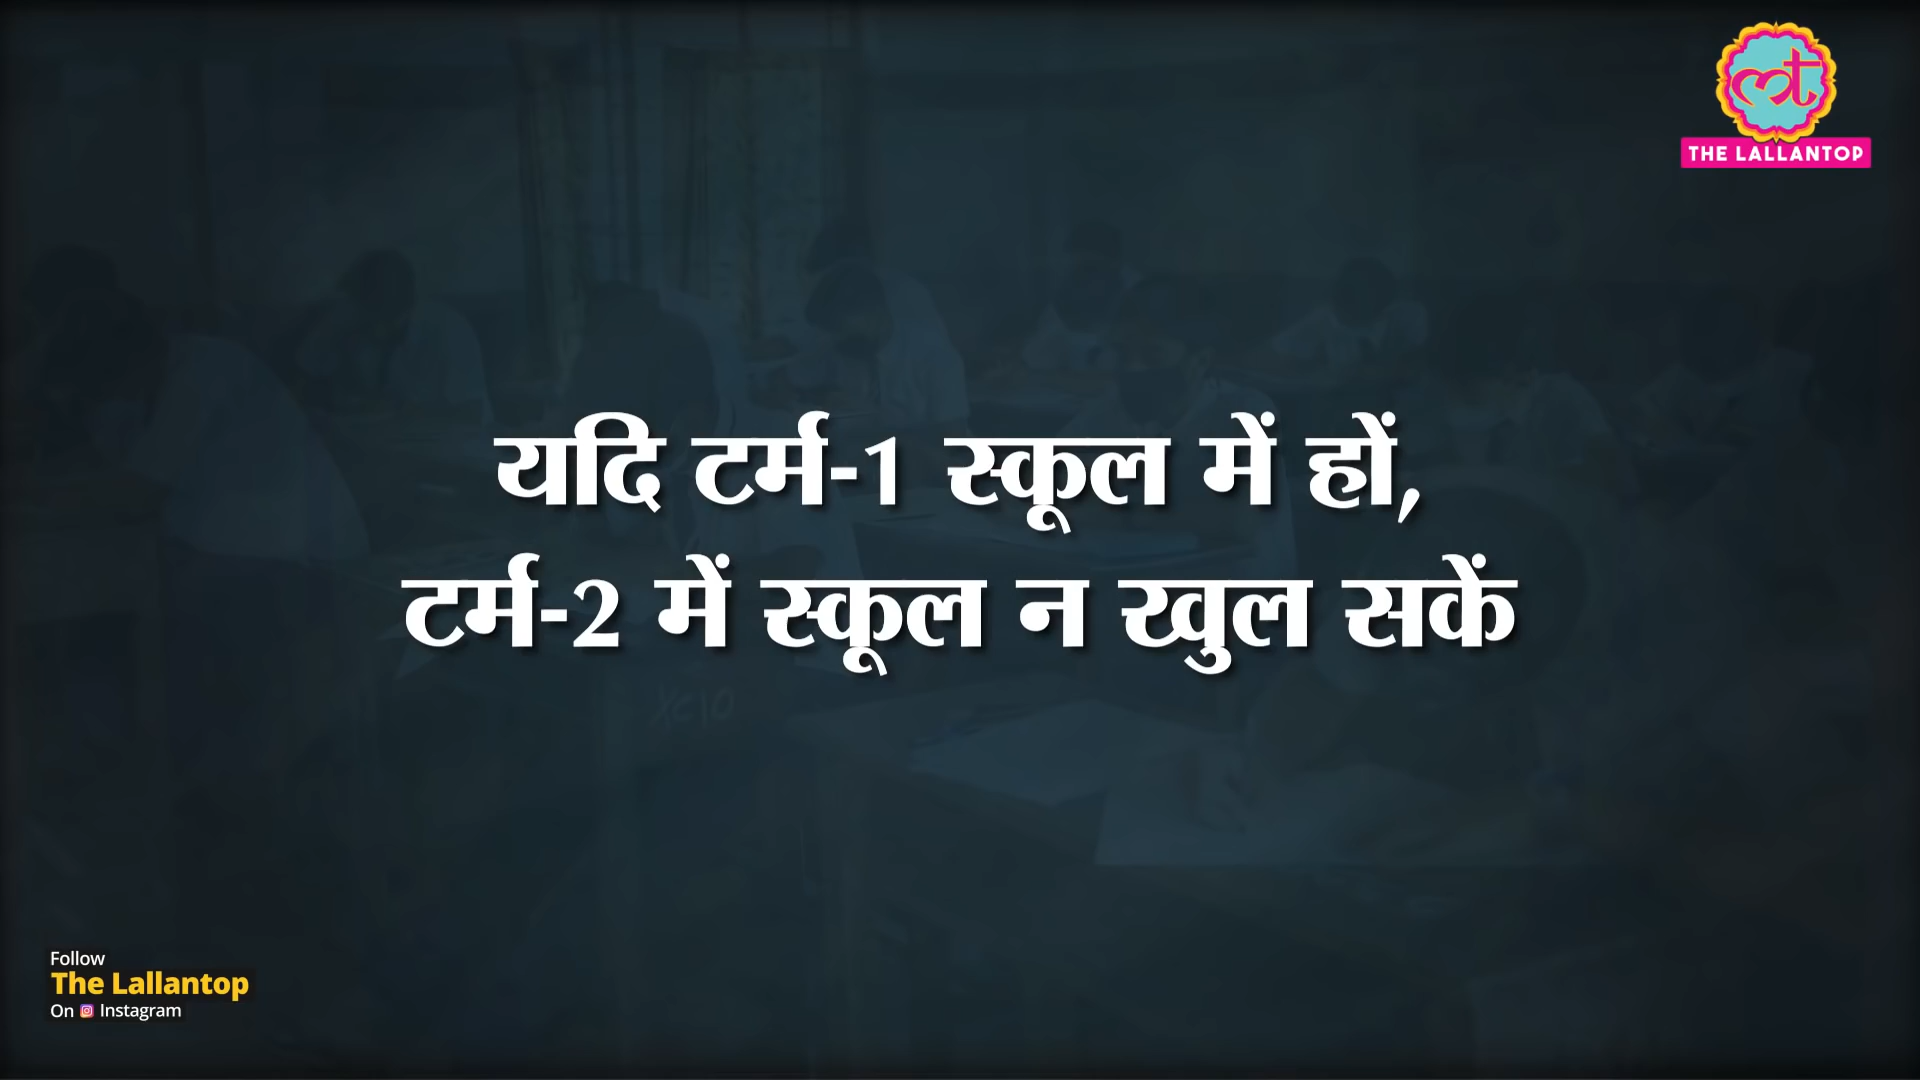 THE LALLANTOP
यदि टर्म-1 स्कूल में हों,
टर्म-2 में स्कूल न खुल सकें
Follow
The Lallantop
On Instagram